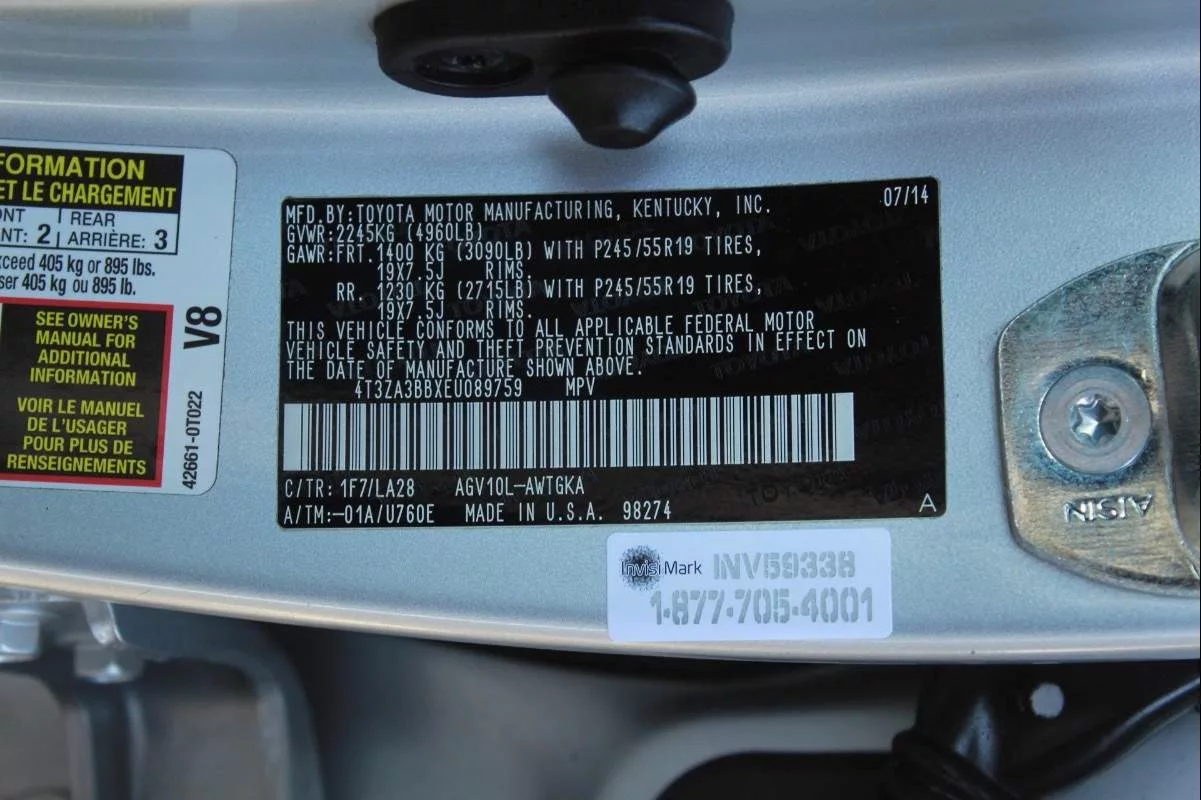 FORMATION
ET LE CHARGEMENT
ONT | REAR
NT: 2 | ARRIÈRE: 3
xceed 405 kg or 895 lbs.
ser 405 kg ou 895 lb.
SEE OWNER'S
MANUAL FOR
ADDITIONAL
INFORMATION
VOIR LE MANUEL
DE L'USAGER
POUR PLUS DE
RENSEIGNEMENTS
V8
42661-0T022
MFD.BY:TOYOTA MOTOR MANUFACTURING, KENTUCKY, INC. 07/14
GVWR:2245KG (4960LB)
GAWR:FRT.1400 KG (3090LB) WITH P245/55R19 TIRES,
19X7.5J RIMS.
RR. 1230 KG (2715LB) WITH P245/55R19 TIRES,
19X7.5J RIMS.
THIS VEHICLE CONFORMS TO ALL APPLICABLE FEDERAL MOTOR
VEHICLE SAFETY AND THEFT PREVENTION STANDARDS IN EFFECT ON
THE DATE OF MANUFACTURE SHOWN ABOVE.
4T3ZA3BBXEU089759 MPV
C/TR: 1F7/LA28 AGV10L-AWTGKA
A/TM:-01A/U760E MADE IN U.S.A. 98274 A
InvisiMark INV59338
1-877-705-4001
AISIN